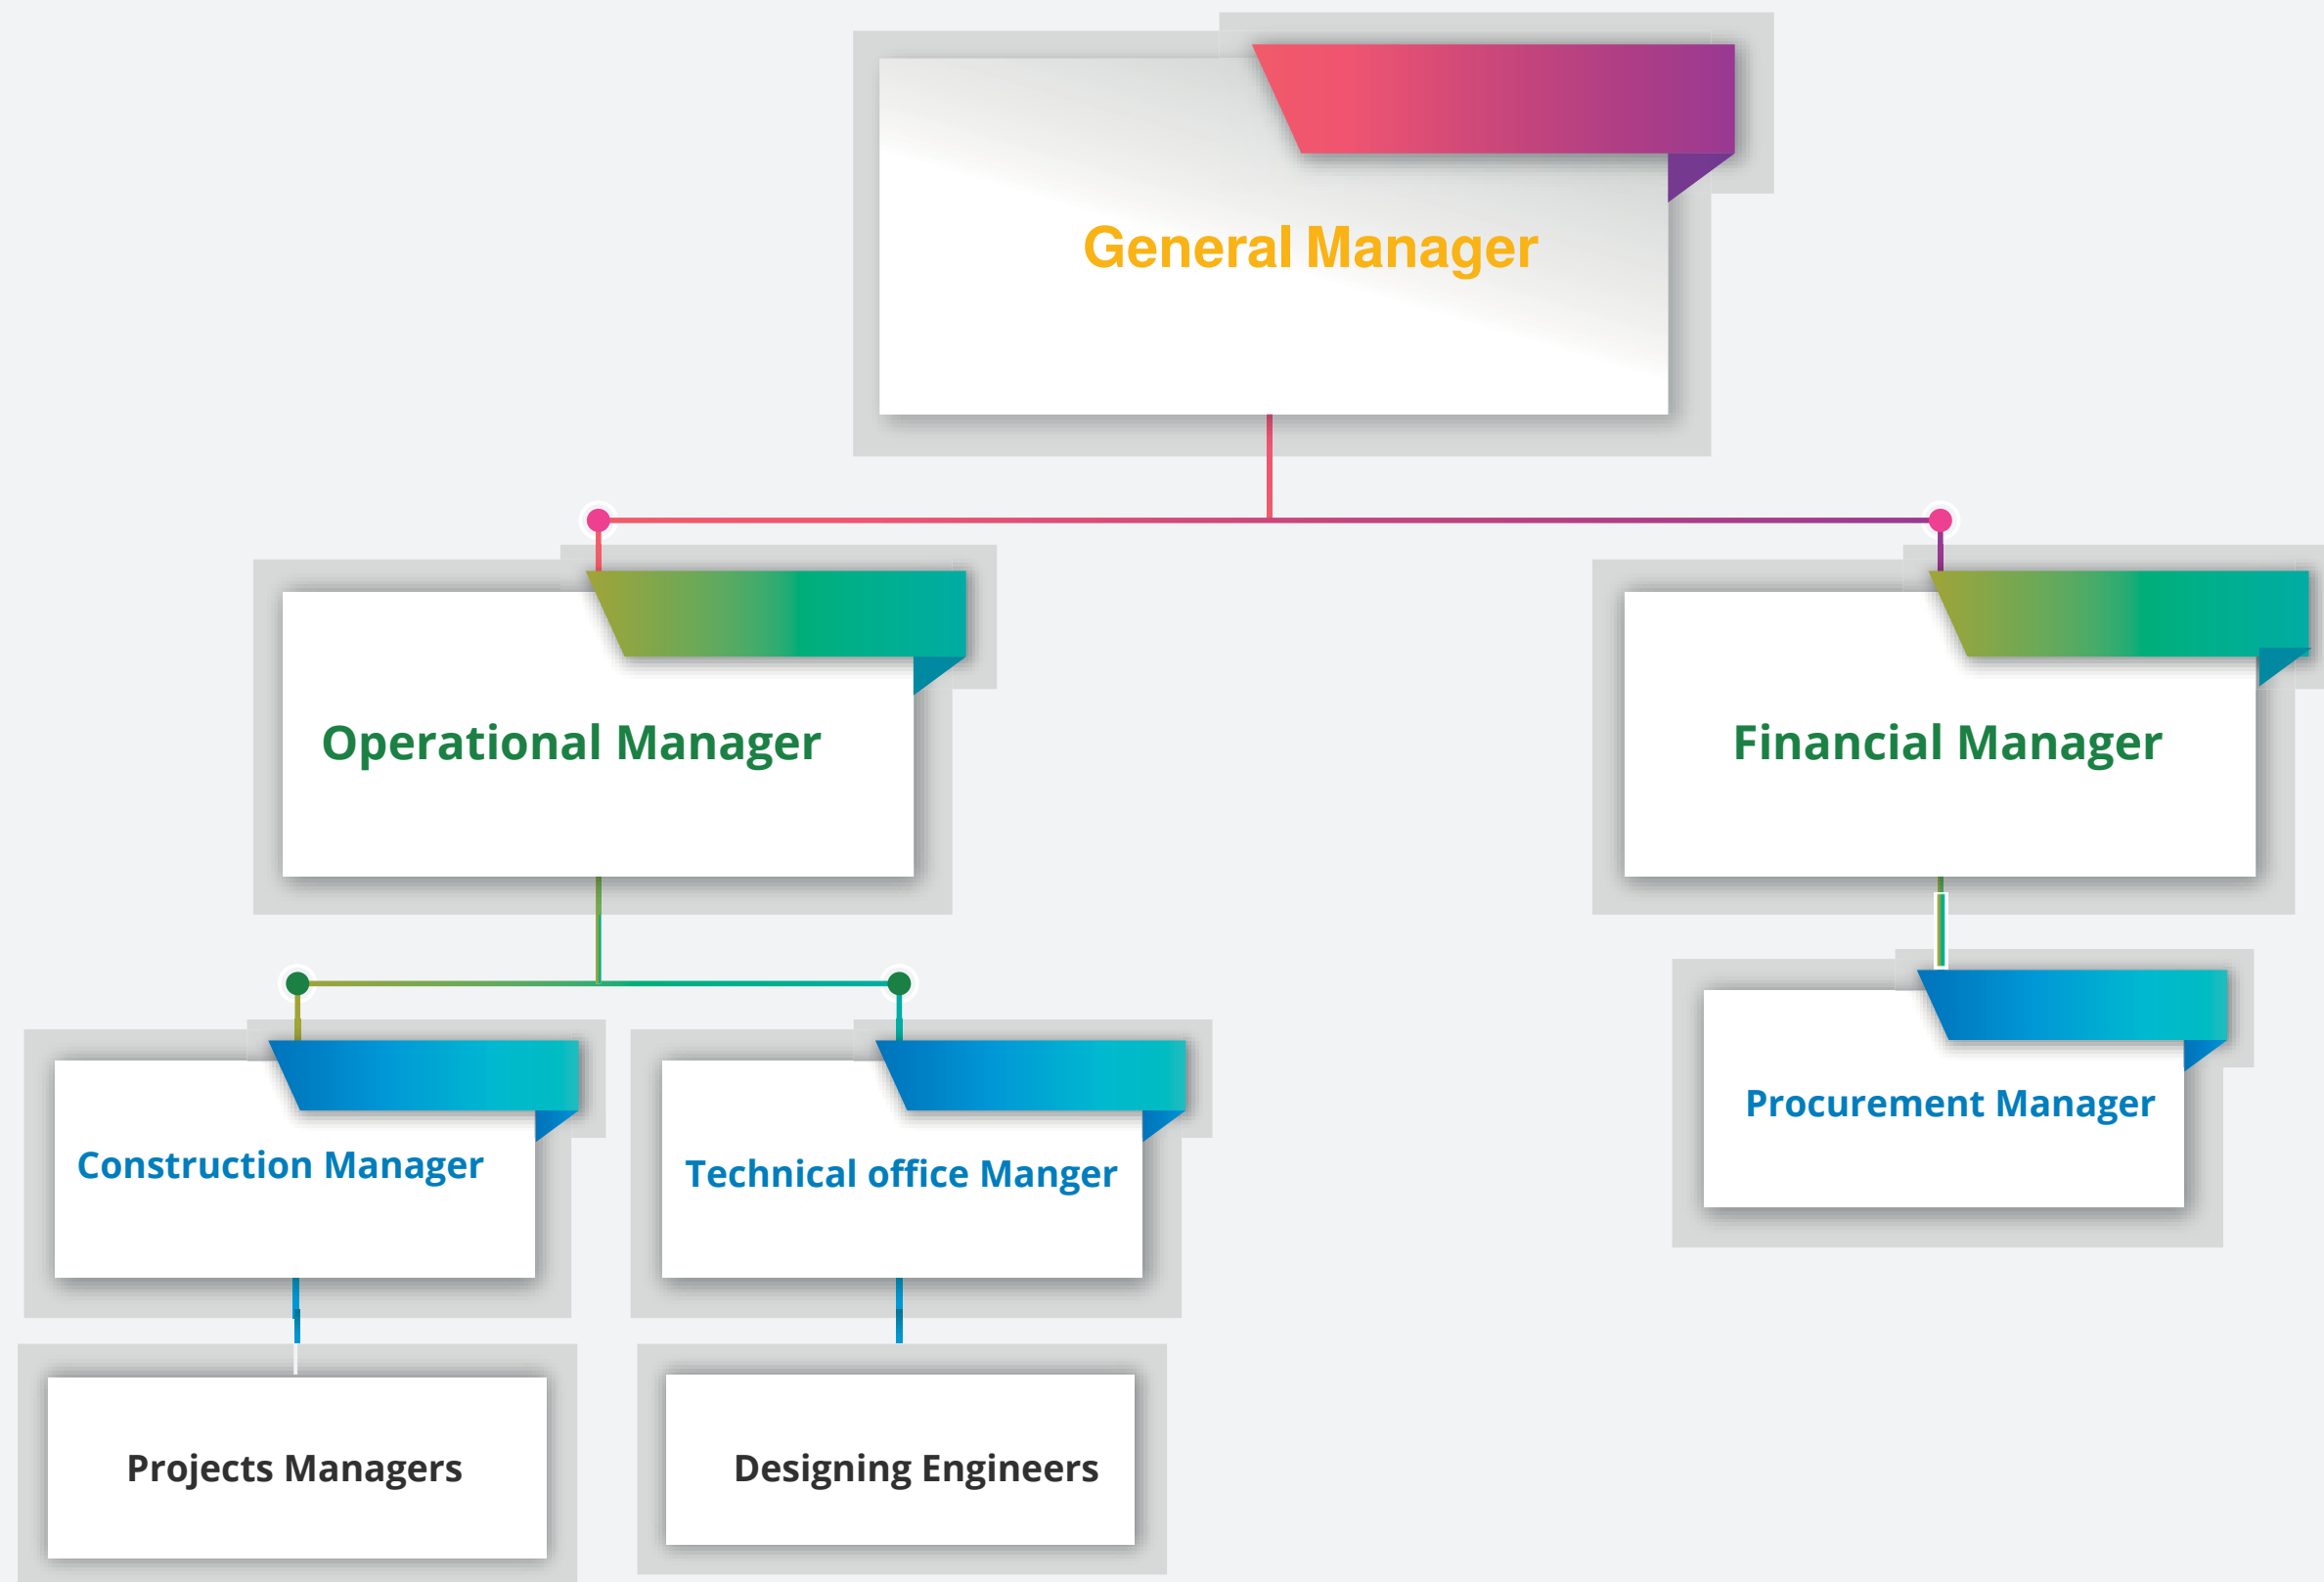 General Manager
Operational Manager
Financial Manager
Construction Manager
Technical office Manger
Procurement Manager
Projects Managers
Designing Engineers